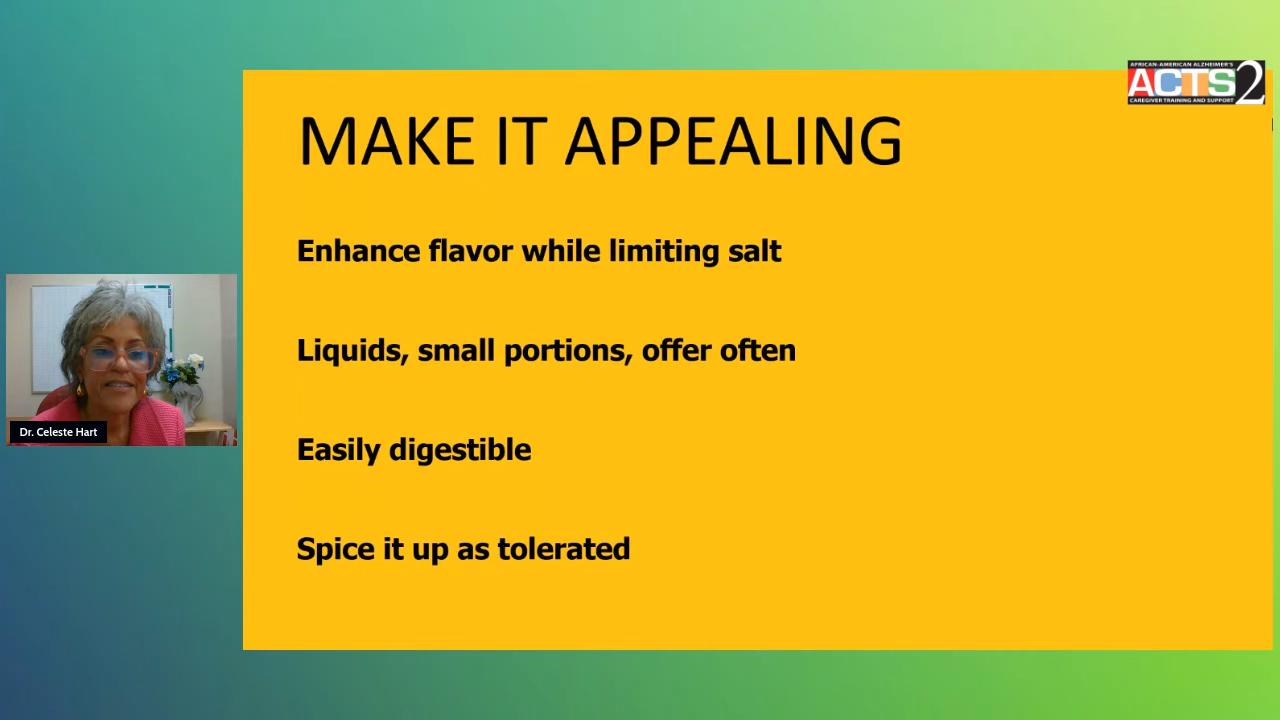 AFRICAN-AMERICAN ALZHEIMER'S
ACTS2
CAREGIVER TRAINING AND SUPPORT
MAKE IT APPEALING
Enhance flavor while limiting salt
Liquids, small portions, offer often
Easily digestible
Spice it up as tolerated
Dr. Celeste Hart